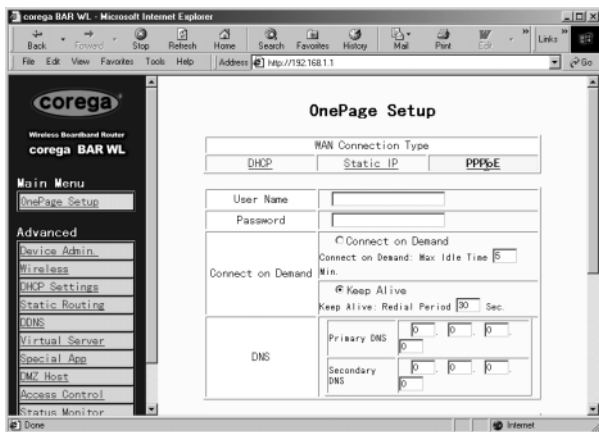 corega BAR WL - Microsoft Internet Explorer
Back Forward Stop Refresh Home Search Favorites History Mail Print Edit » Links »
File Edit View Favorites Tools Help Address http://192.168.1.1 Go
corega
Wireless Boardband Router
corega BAR WL
Main Menu
OnePage Setup
Advanced
Device Admin.
Wireless
DHCP Settings
Static Routing
DDNS
Virtual Server
Special App
DMZ Host
Access Control
Status Monitor
OnePage Setup
WAN Connection Type
DHCP Static IP PPPoE
User Name
Password
Connect on Demand
Connect on Demand
Connect on Demand: Max Idle Time 5
Min.
Keep Alive
Keep Alive: Redial Period 30 Sec.
DNS
Primary DNS 0 . 0 . 0 .
0
Secondary DNS 0 . 0 . 0 .
0
Done Internet